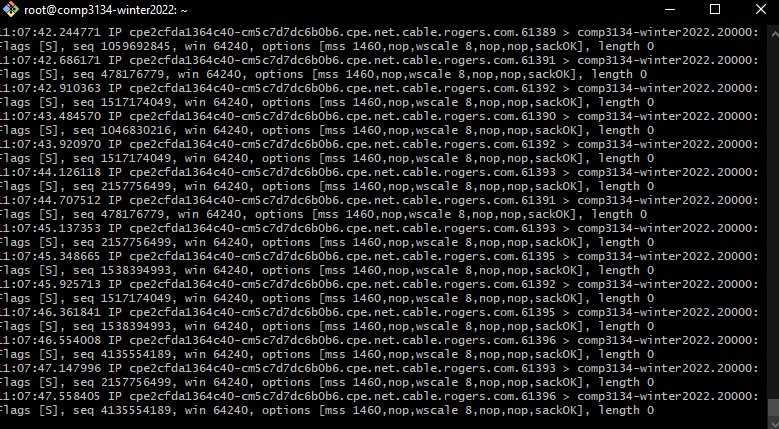 root@comp3134-winter2022: ~
11:07:42.244771 IP cpe2cfda1364c40-cm5c7d7dc6b0b6.cpe.net.cable.rogers.com.61389 > comp3134-winter2022.20000:
Flags [S], seq 1059692845, win 64240, options [mss 1460,nop,wscale 8,nop,nop,sackOK], length 0
11:07:42.686171 IP cpe2cfda1364c40-cm5c7d7dc6b0b6.cpe.net.cable.rogers.com.61391 > comp3134-winter2022.20000:
Flags [S], seq 478176779, win 64240, options [mss 1460,nop,wscale 8,nop,nop,sackOK], length 0
11:07:42.910363 IP cpe2cfda1364c40-cm5c7d7dc6b0b6.cpe.net.cable.rogers.com.61392 > comp3134-winter2022.20000:
Flags [S], seq 1517174049, win 64240, options [mss 1460,nop,wscale 8,nop,nop,sackOK], length 0
11:07:43.484570 IP cpe2cfda1364c40-cm5c7d7dc6b0b6.cpe.net.cable.rogers.com.61390 > comp3134-winter2022.20000:
Flags [S], seq 1046830216, win 64240, options [mss 1460,nop,wscale 8,nop,nop,sackOK], length 0
11:07:43.920970 IP cpe2cfda1364c40-cm5c7d7dc6b0b6.cpe.net.cable.rogers.com.61392 > comp3134-winter2022.20000:
Flags [S], seq 1517174049, win 64240, options [mss 1460,nop,wscale 8,nop,nop,sackOK], length 0
11:07:44.126118 IP cpe2cfda1364c40-cm5c7d7dc6b0b6.cpe.net.cable.rogers.com.61393 > comp3134-winter2022.20000:
Flags [S], seq 2157756499, win 64240, options [mss 1460,nop,wscale 8,nop,nop,sackOK], length 0
11:07:44.707512 IP cpe2cfda1364c40-cm5c7d7dc6b0b6.cpe.net.cable.rogers.com.61391 > comp3134-winter2022.20000:
Flags [S], seq 478176779, win 64240, options [mss 1460,nop,wscale 8,nop,nop,sackOK], length 0
11:07:45.137353 IP cpe2cfda1364c40-cm5c7d7dc6b0b6.cpe.net.cable.rogers.com.61393 > comp3134-winter2022.20000:
Flags [S], seq 2157756499, win 64240, options [mss 1460,nop,wscale 8,nop,nop,sackOK], length 0
11:07:45.348665 IP cpe2cfda1364c40-cm5c7d7dc6b0b6.cpe.net.cable.rogers.com.61395 > comp3134-winter2022.20000:
Flags [S], seq 1538394993, win 64240, options [mss 1460,nop,wscale 8,nop,nop,sackOK], length 0
11:07:45.925713 IP cpe2cfda1364c40-cm5c7d7dc6b0b6.cpe.net.cable.rogers.com.61392 > comp3134-winter2022.20000:
Flags [S], seq 1517174049, win 64240, options [mss 1460,nop,wscale 8,nop,nop,sackOK], length 0
11:07:46.361841 IP cpe2cfda1364c40-cm5c7d7dc6b0b6.cpe.net.cable.rogers.com.61395 > comp3134-winter2022.20000:
Flags [S], seq 1538394993, win 64240, options [mss 1460,nop,wscale 8,nop,nop,sackOK], length 0
11:07:46.554008 IP cpe2cfda1364c40-cm5c7d7dc6b0b6.cpe.net.cable.rogers.com.61396 > comp3134-winter2022.20000:
Flags [S], seq 4135554189, win 64240, options [mss 1460,nop,wscale 8,nop,nop,sackOK], length 0
11:07:47.147996 IP cpe2cfda1364c40-cm5c7d7dc6b0b6.cpe.net.cable.rogers.com.61393 > comp3134-winter2022.20000:
Flags [S], seq 2157756499, win 64240, options [mss 1460,nop,wscale 8,nop,nop,sackOK], length 0
11:07:47.558405 IP cpe2cfda1364c40-cm5c7d7dc6b0b6.cpe.net.cable.rogers.com.61396 > comp3134-winter2022.20000:
Flags [S], seq 4135554189, win 64240, options [mss 1460,nop,wscale 8,nop,nop,sackOK], length 0